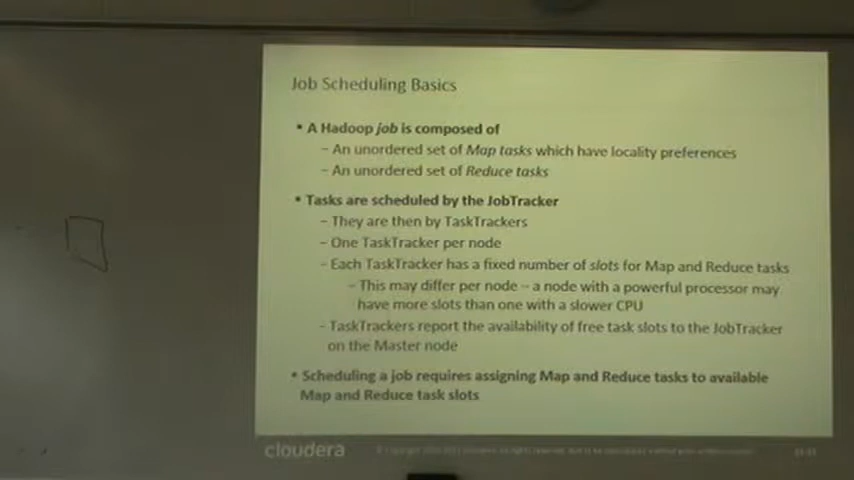 Job Scheduling Basics
▪ A Hadoop job is composed of
– An unordered set of Map tasks which have locality preferences
– An unordered set of Reduce tasks
▪ Tasks are scheduled by the JobTracker
– They are then by TaskTrackers
– One TaskTracker per node
– Each TaskTracker has a fixed number of slots for Map and Reduce tasks
– This may differ per node – a node with a powerful processor may
have more slots than one with a slower CPU
– TaskTrackers report the availability of free task slots to the JobTracker
on the Master node
▪ Scheduling a job requires assigning Map and Reduce tasks to available
Map and Reduce task slots
cloudera